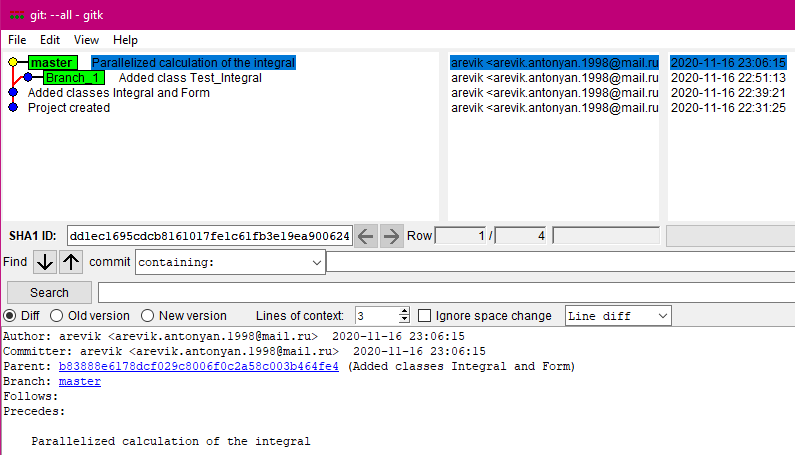 git: --all - gitk
File Edit View Help
master Parallelized calculation of the integral arevik <arevik.antonyan.1998@mail.ru 2020-11-16 23:06:15
Branch_1 Added class Test_Integral arevik <arevik.antonyan.1998@mail.ru 2020-11-16 22:51:13
Added classes Integral and Form arevik <arevik.antonyan.1998@mail.ru 2020-11-16 22:39:21
Project created arevik <arevik.antonyan.1998@mail.ru 2020-11-16 22:31:25
SHA1 ID: dd1ec1695cdcb8161017fe1c61fb3e19ea900624 Row 1 / 4
Find commit containing:
Search
Diff Old version New version Lines of context: 3 Ignore space change Line diff
Author: arevik <arevik.antonyan.1998@mail.ru> 2020-11-16 23:06:15
Committer: arevik <arevik.antonyan.1998@mail.ru> 2020-11-16 23:06:15
Parent: b83888e6178dcf029c8006f0c2a58c003b464fe4 (Added classes Integral and Form)
Branch: master
Follows:
Precedes:
Parallelized calculation of the integral